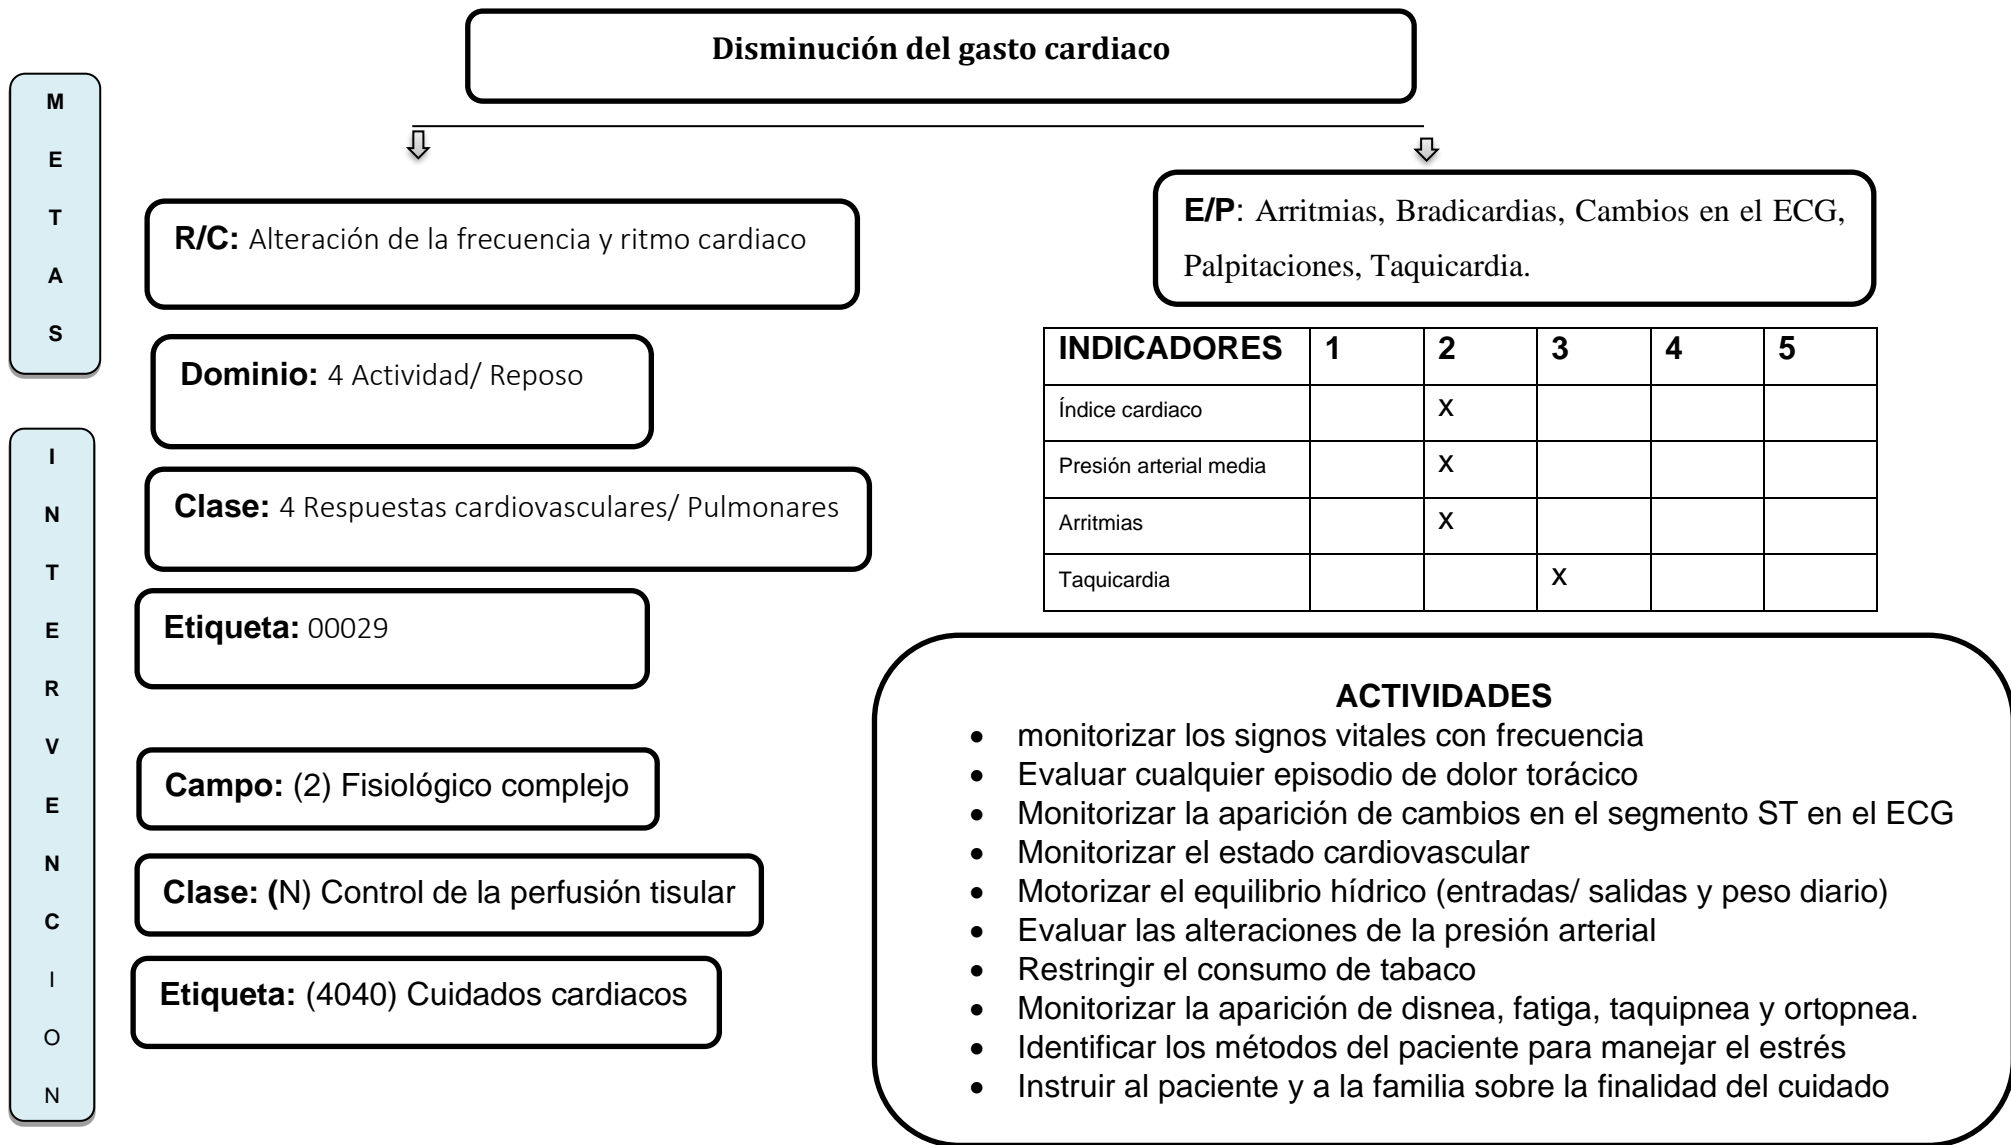 Disminución del gasto cardiaco
M
E
T
A
S
R/C: Alteración de la frecuencia y ritmo cardiaco
Dominio: 4 Actividad/ Reposo
Clase: 4 Respuestas cardiovasculares/ Pulmonares
Etiqueta: 00029
E/P: Arritmias, Bradicardias, Cambios en el ECG,
Palpitaciones, Taquicardia.
INDICADORES 1 2 3 4 5
Índice cardiaco x
Presión arterial media x
Arritmias x
Taquicardia x
I
N
T
E
R
V
E
N
C
I
O
N
Campo: (2) Fisiológico complejo
Clase: (N) Control de la perfusión tisular
Etiqueta: (4040) Cuidados cardiacos
ACTIVIDADES
• monitorizar los signos vitales con frecuencia
• Evaluar cualquier episodio de dolor torácico
• Monitorizar la aparición de cambios en el segmento ST en el ECG
• Monitorizar el estado cardiovascular
• Motorizar el equilibrio hídrico (entradas/ salidas y peso diario)
• Evaluar las alteraciones de la presión arterial
• Restringir el consumo de tabaco
• Monitorizar la aparición de disnea, fatiga, taquipnea y ortopnea.
• Identificar los métodos del paciente para manejar el estrés
• Instruir al paciente y a la familia sobre la finalidad del cuidado